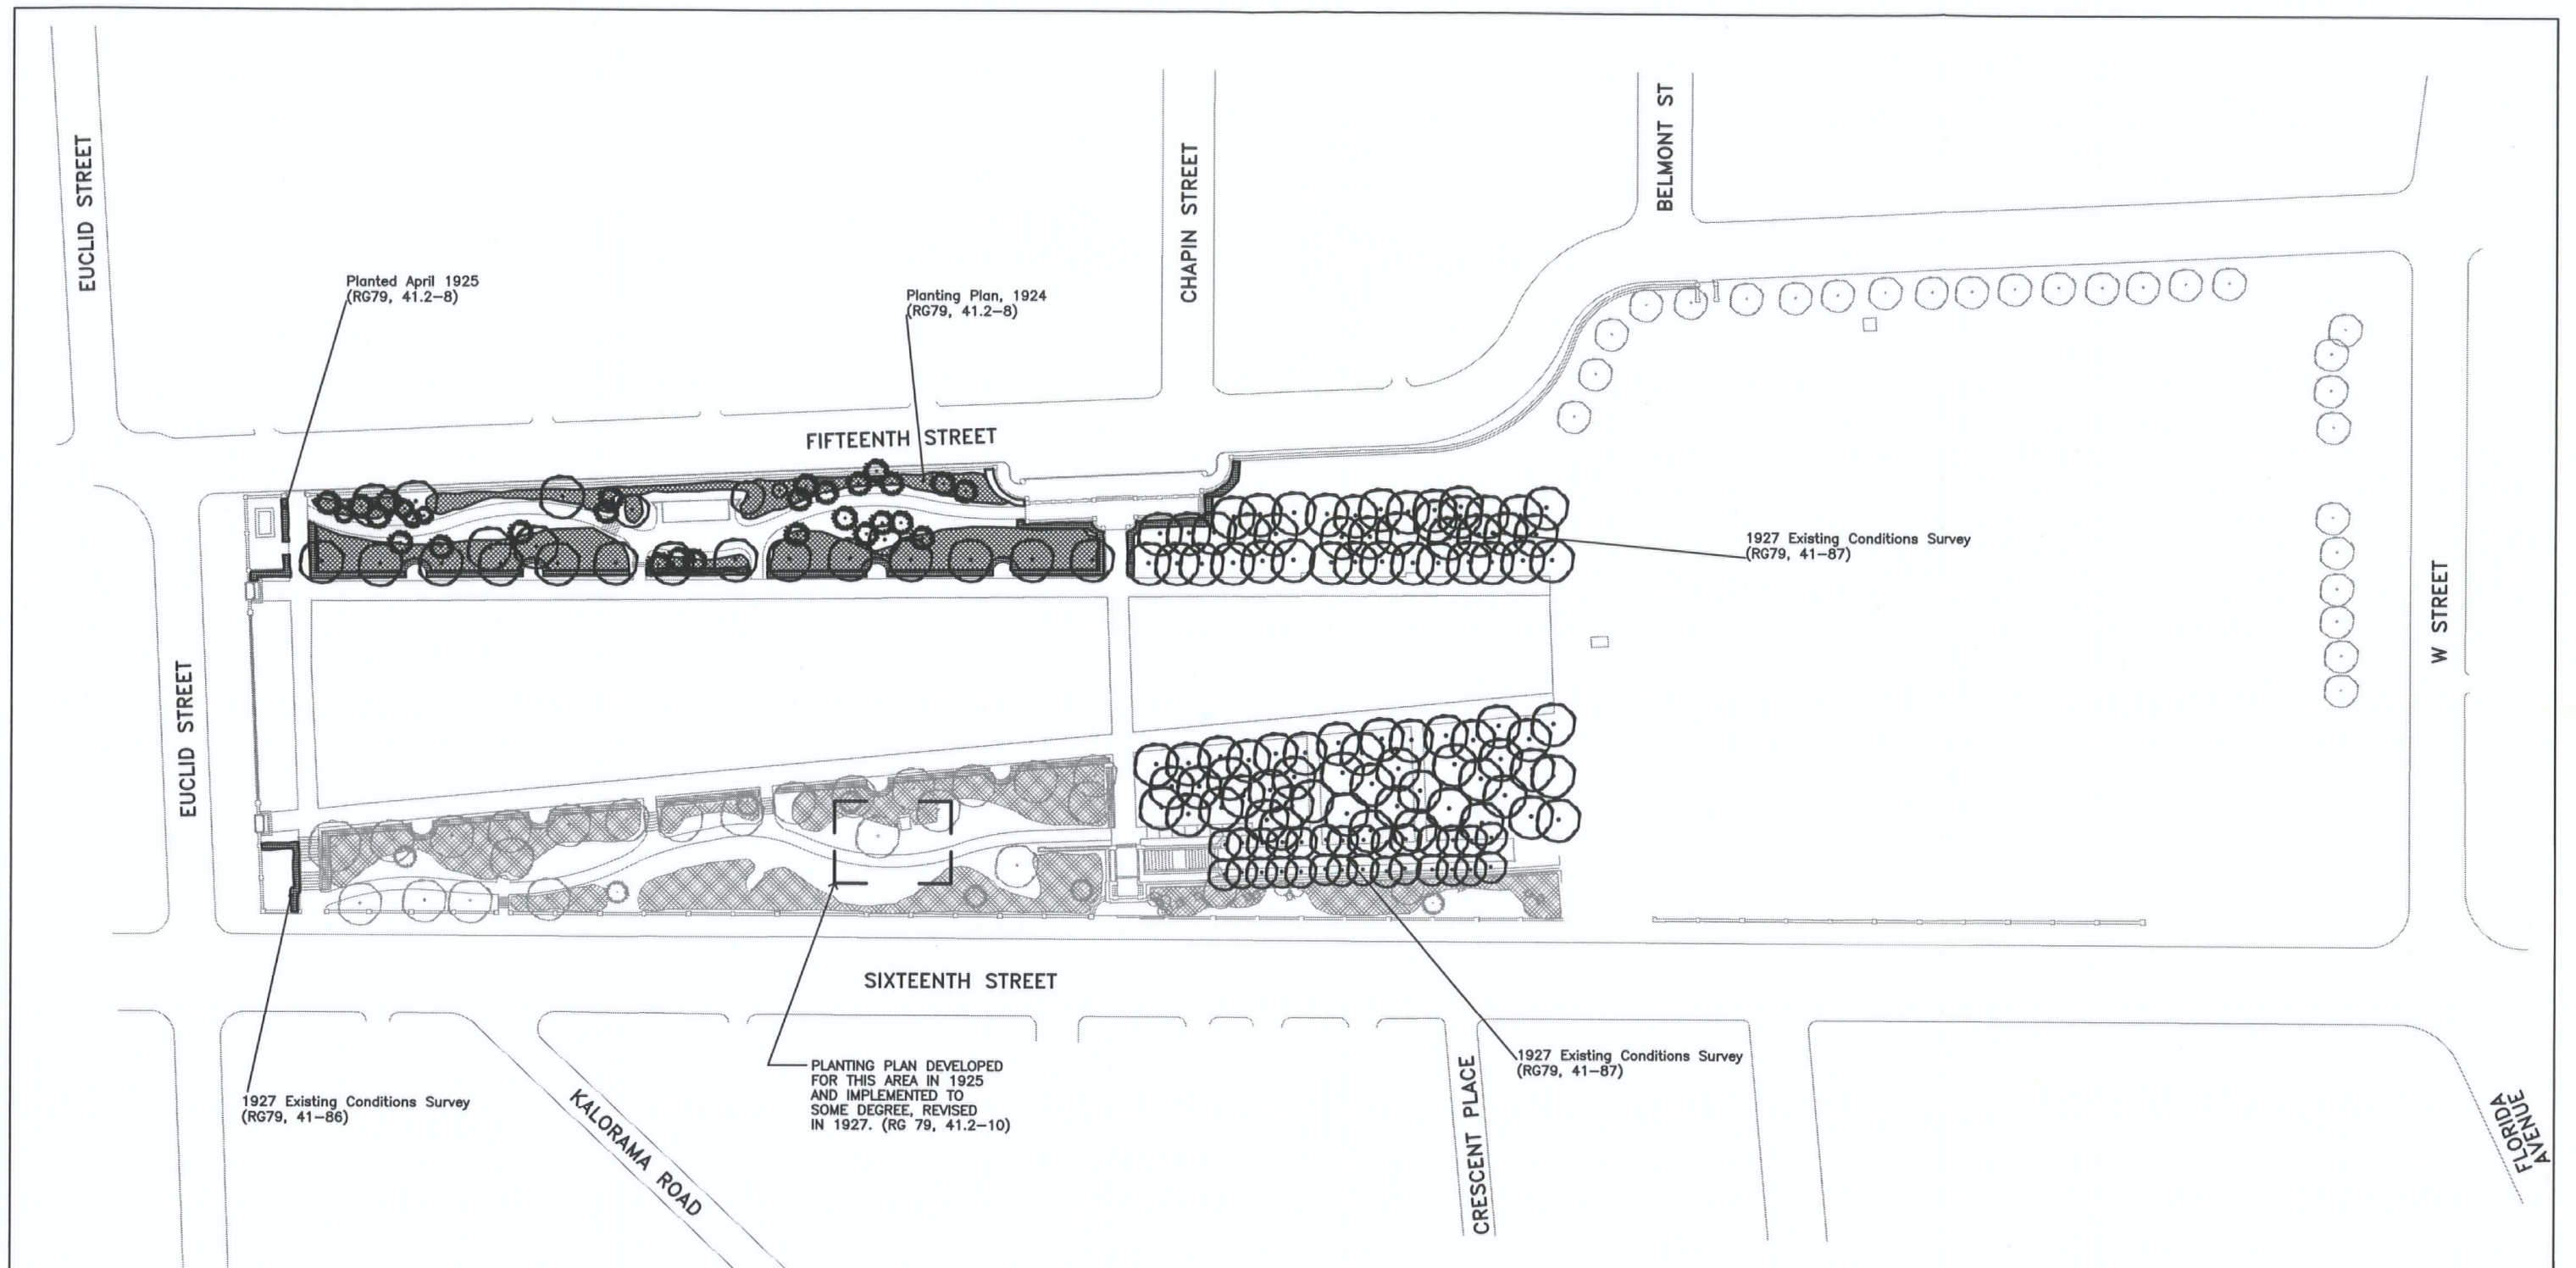 EUCLID STREET
CHAPIN STREET
BELMONT ST
Planted April 1925
(RG79, 41.2-8)
Planting Plan, 1924
(RG79, 41.2-8)
FIFTEENTH STREET
1927 Existing Conditions Survey
(RG79, 41-87)
W STREET
EUCLID STREET
SIXTEENTH STREET
1927 Existing Conditions Survey
(RG79, 41-86)
KALORAMA ROAD
PLANTING PLAN DEVELOPED
FOR THIS AREA IN 1925
AND IMPLEMENTED TO
SOME DEGREE, REVISED
IN 1927. (RG 79, 41.2-10)
CRESCENT PLACE
1927 Existing Conditions Survey
(RG79, 41-87)
FLORIDA
AVENUE